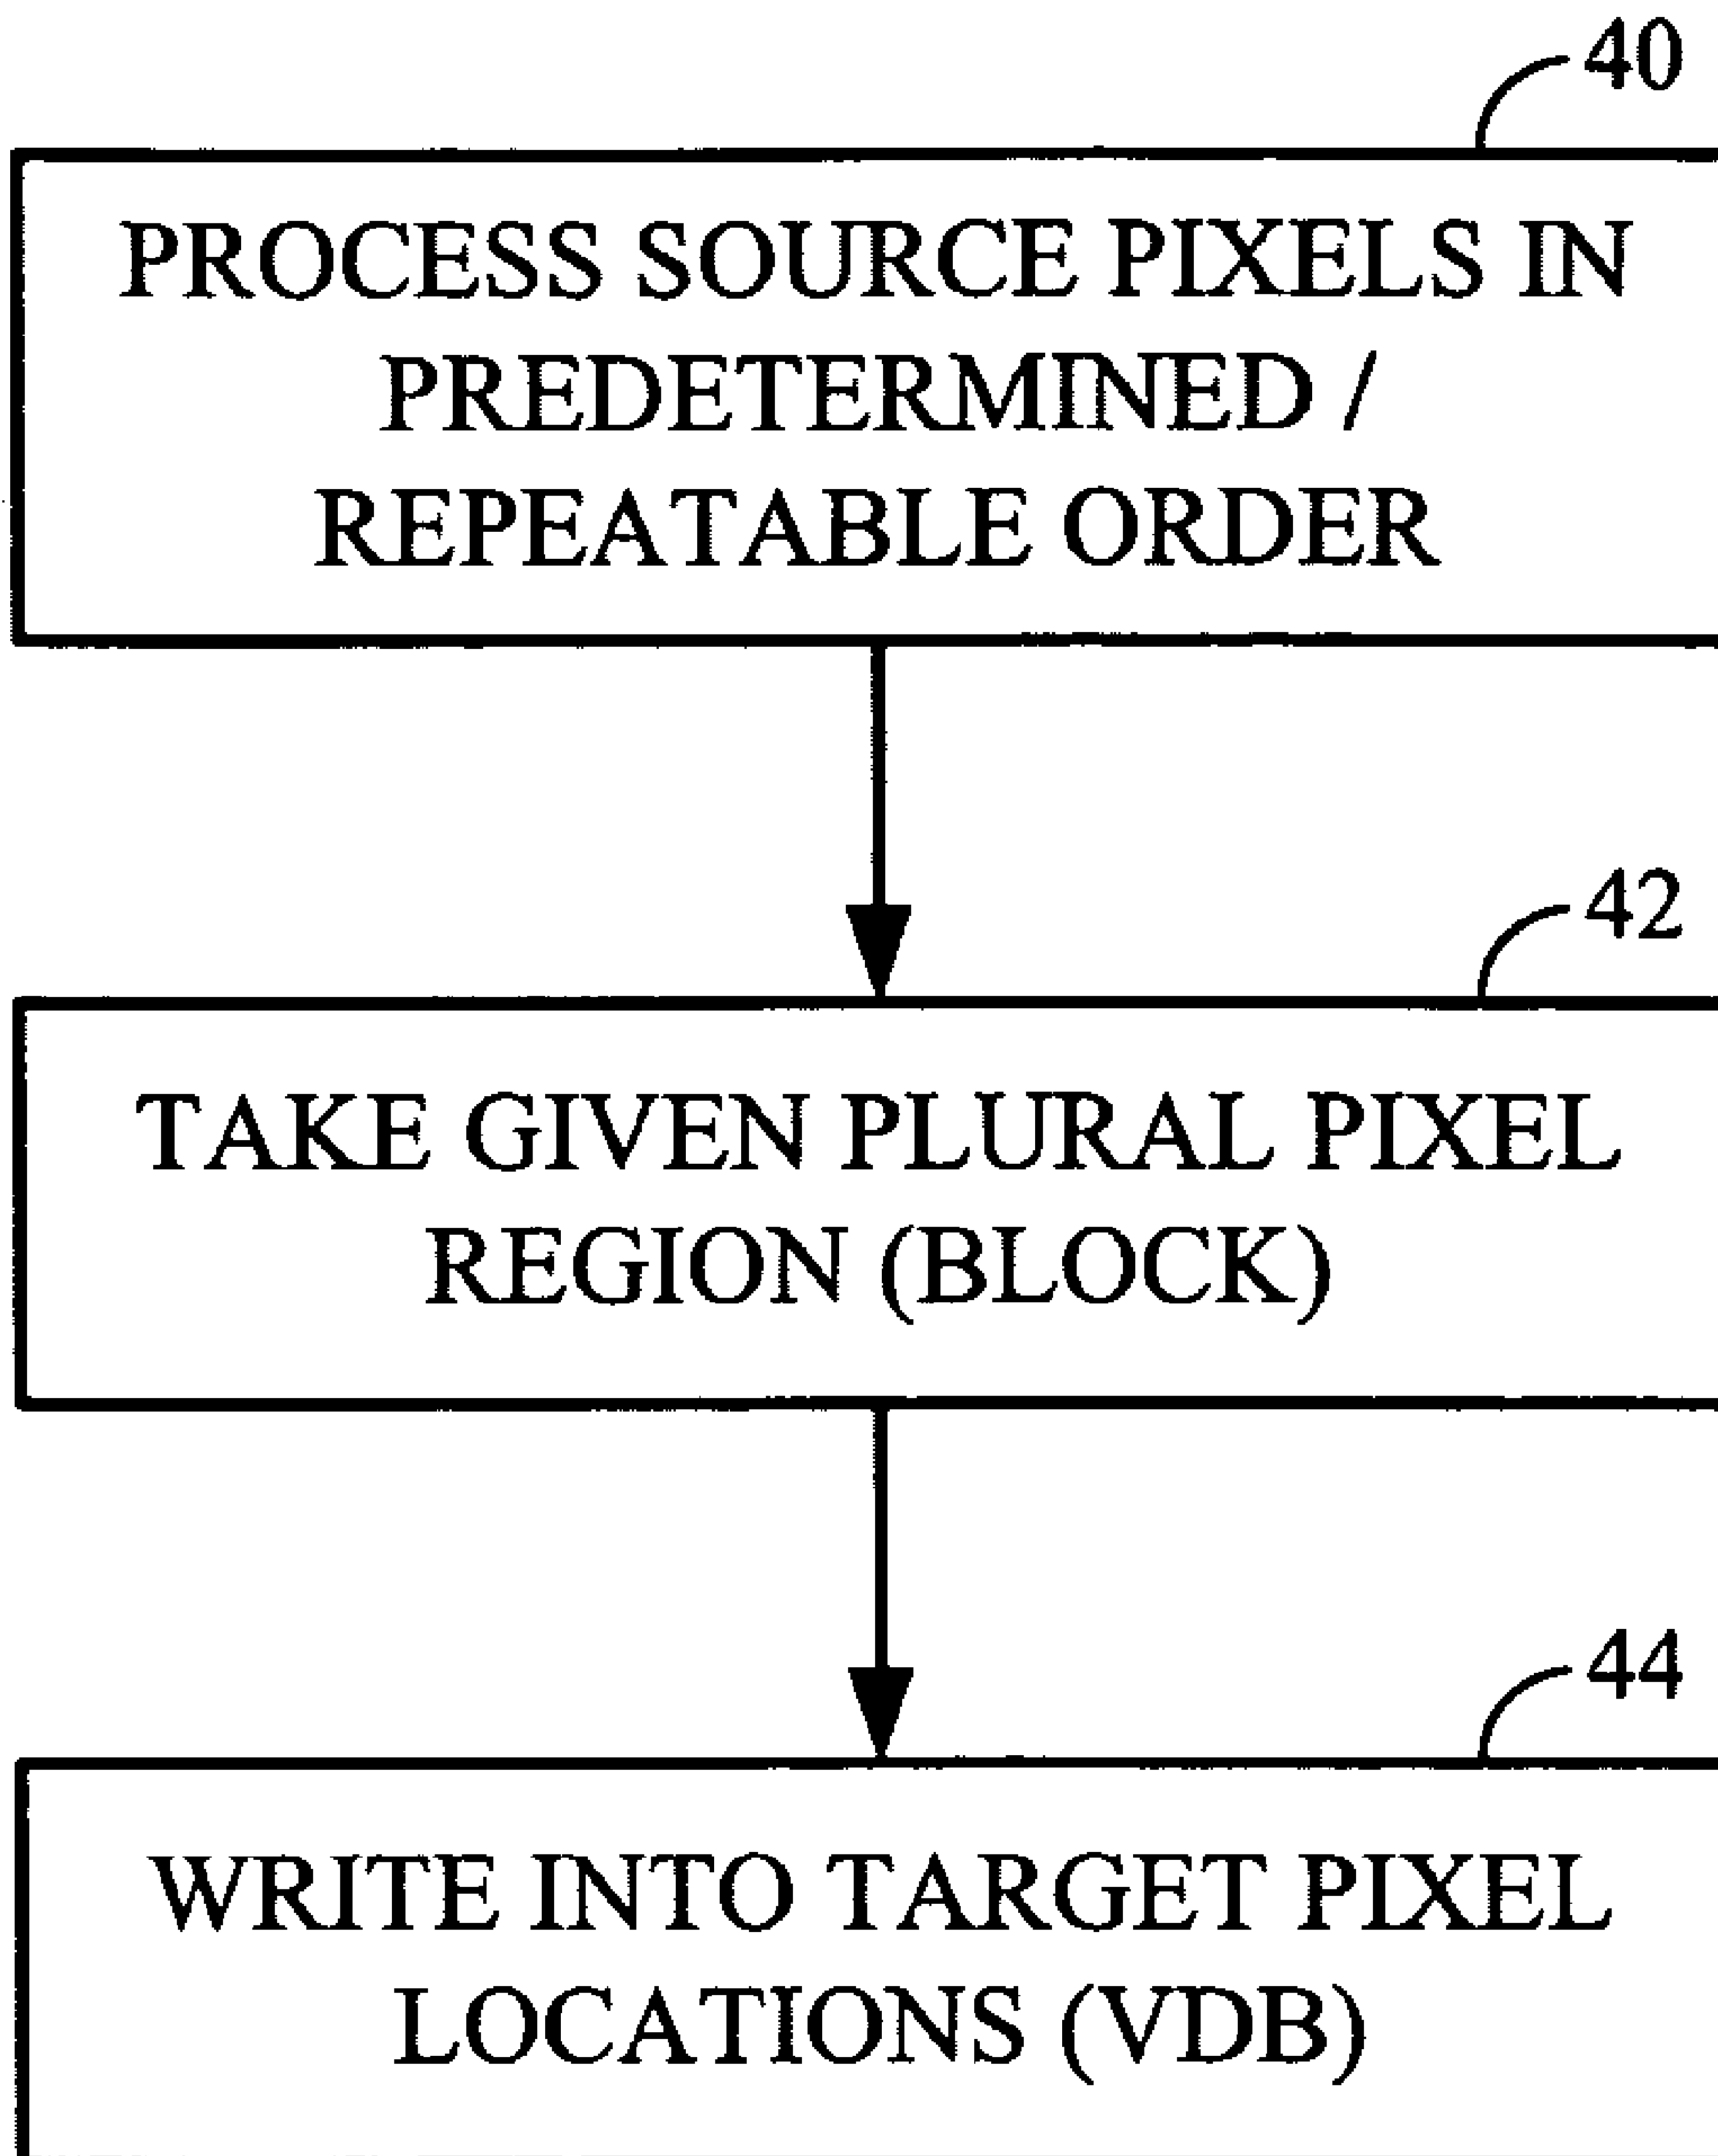 40
PROCESS SOURCE PIXELS IN
PREDETERMINED /
REPEATABLE ORDER
42
TAKE GIVEN PLURAL PIXEL
REGION (BLOCK)
44
WRITE INTO TARGET PIXEL
LOCATIONS (VDB)